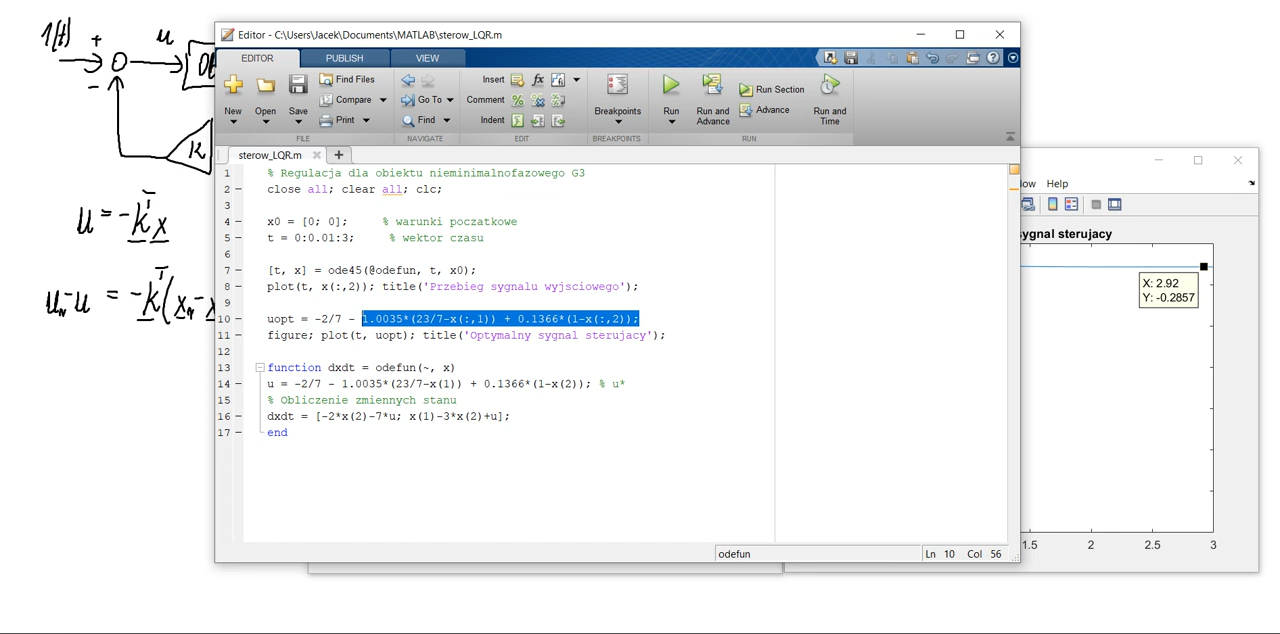 1(t) + u
-
K
u = -k^T x
u_n - u = -k^T(x_n - x
Editor - C:\Users\Jacek\Documents\MATLAB\sterow_LQR.m
EDITOR PUBLISH VIEW
New Open Save Find Files Compare Print
Go To Find
Insert fx
Comment
Indent
Breakpoints
Run Run and Advance Run Section Advance Run and Time
FILE NAVIGATE EDIT BREAKPOINTS RUN
sterow_LQR.m
1 % Regulacja dla obiektu nieminimalnofazowego G3
2 close all; clear all; clc;
3
4 x0 = [0; 0]; % warunki poczatkowe
5 t = 0:0.01:3; % wektor czasu
6
7 [t, x] = ode45(@odefun, t, x0);
8 plot(t, x(:,2)); title('Przebieg sygnalu wyjsciowego');
9
10 uopt = -2/7 - 1.0035*(23/7-x(:,1)) + 0.1366*(1-x(:,2));
11 figure; plot(t, uopt); title('Optymalny sygnal sterujacy');
12
13 function dxdt = odefun(~, x)
14 u = -2/7 - 1.0035*(23/7-x(1)) + 0.1366*(1-x(2)); % u*
15 % Obliczenie zmiennych stanu
16 dxdt = [-2*x(2)-7*u; x(1)-3*x(2)+u];
17 end
odefun Ln 10 Col 56
Help
sygnal sterujacy
X: 2.92
Y: -0.2857
1.5 2 2.5 3